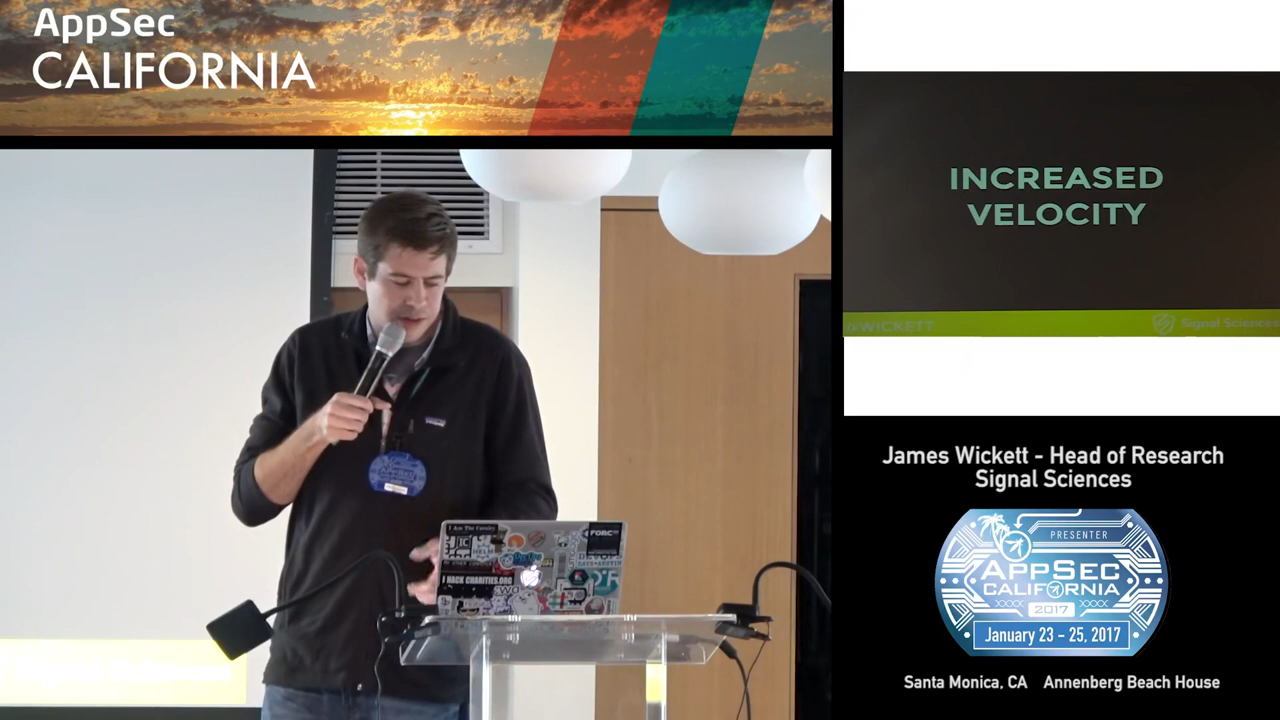 AppSec
CALIFORNIA
INCREASED
VELOCITY
@WICKETT
Signal Sciences
James Wickett - Head of Research
Signal Sciences
PRESENTER
APPSEC
CALIFORNIA
2017
January 23 - 25, 2017
Santa Monica, CA Annenberg Beach House
I HACK CHARITIES.ORG